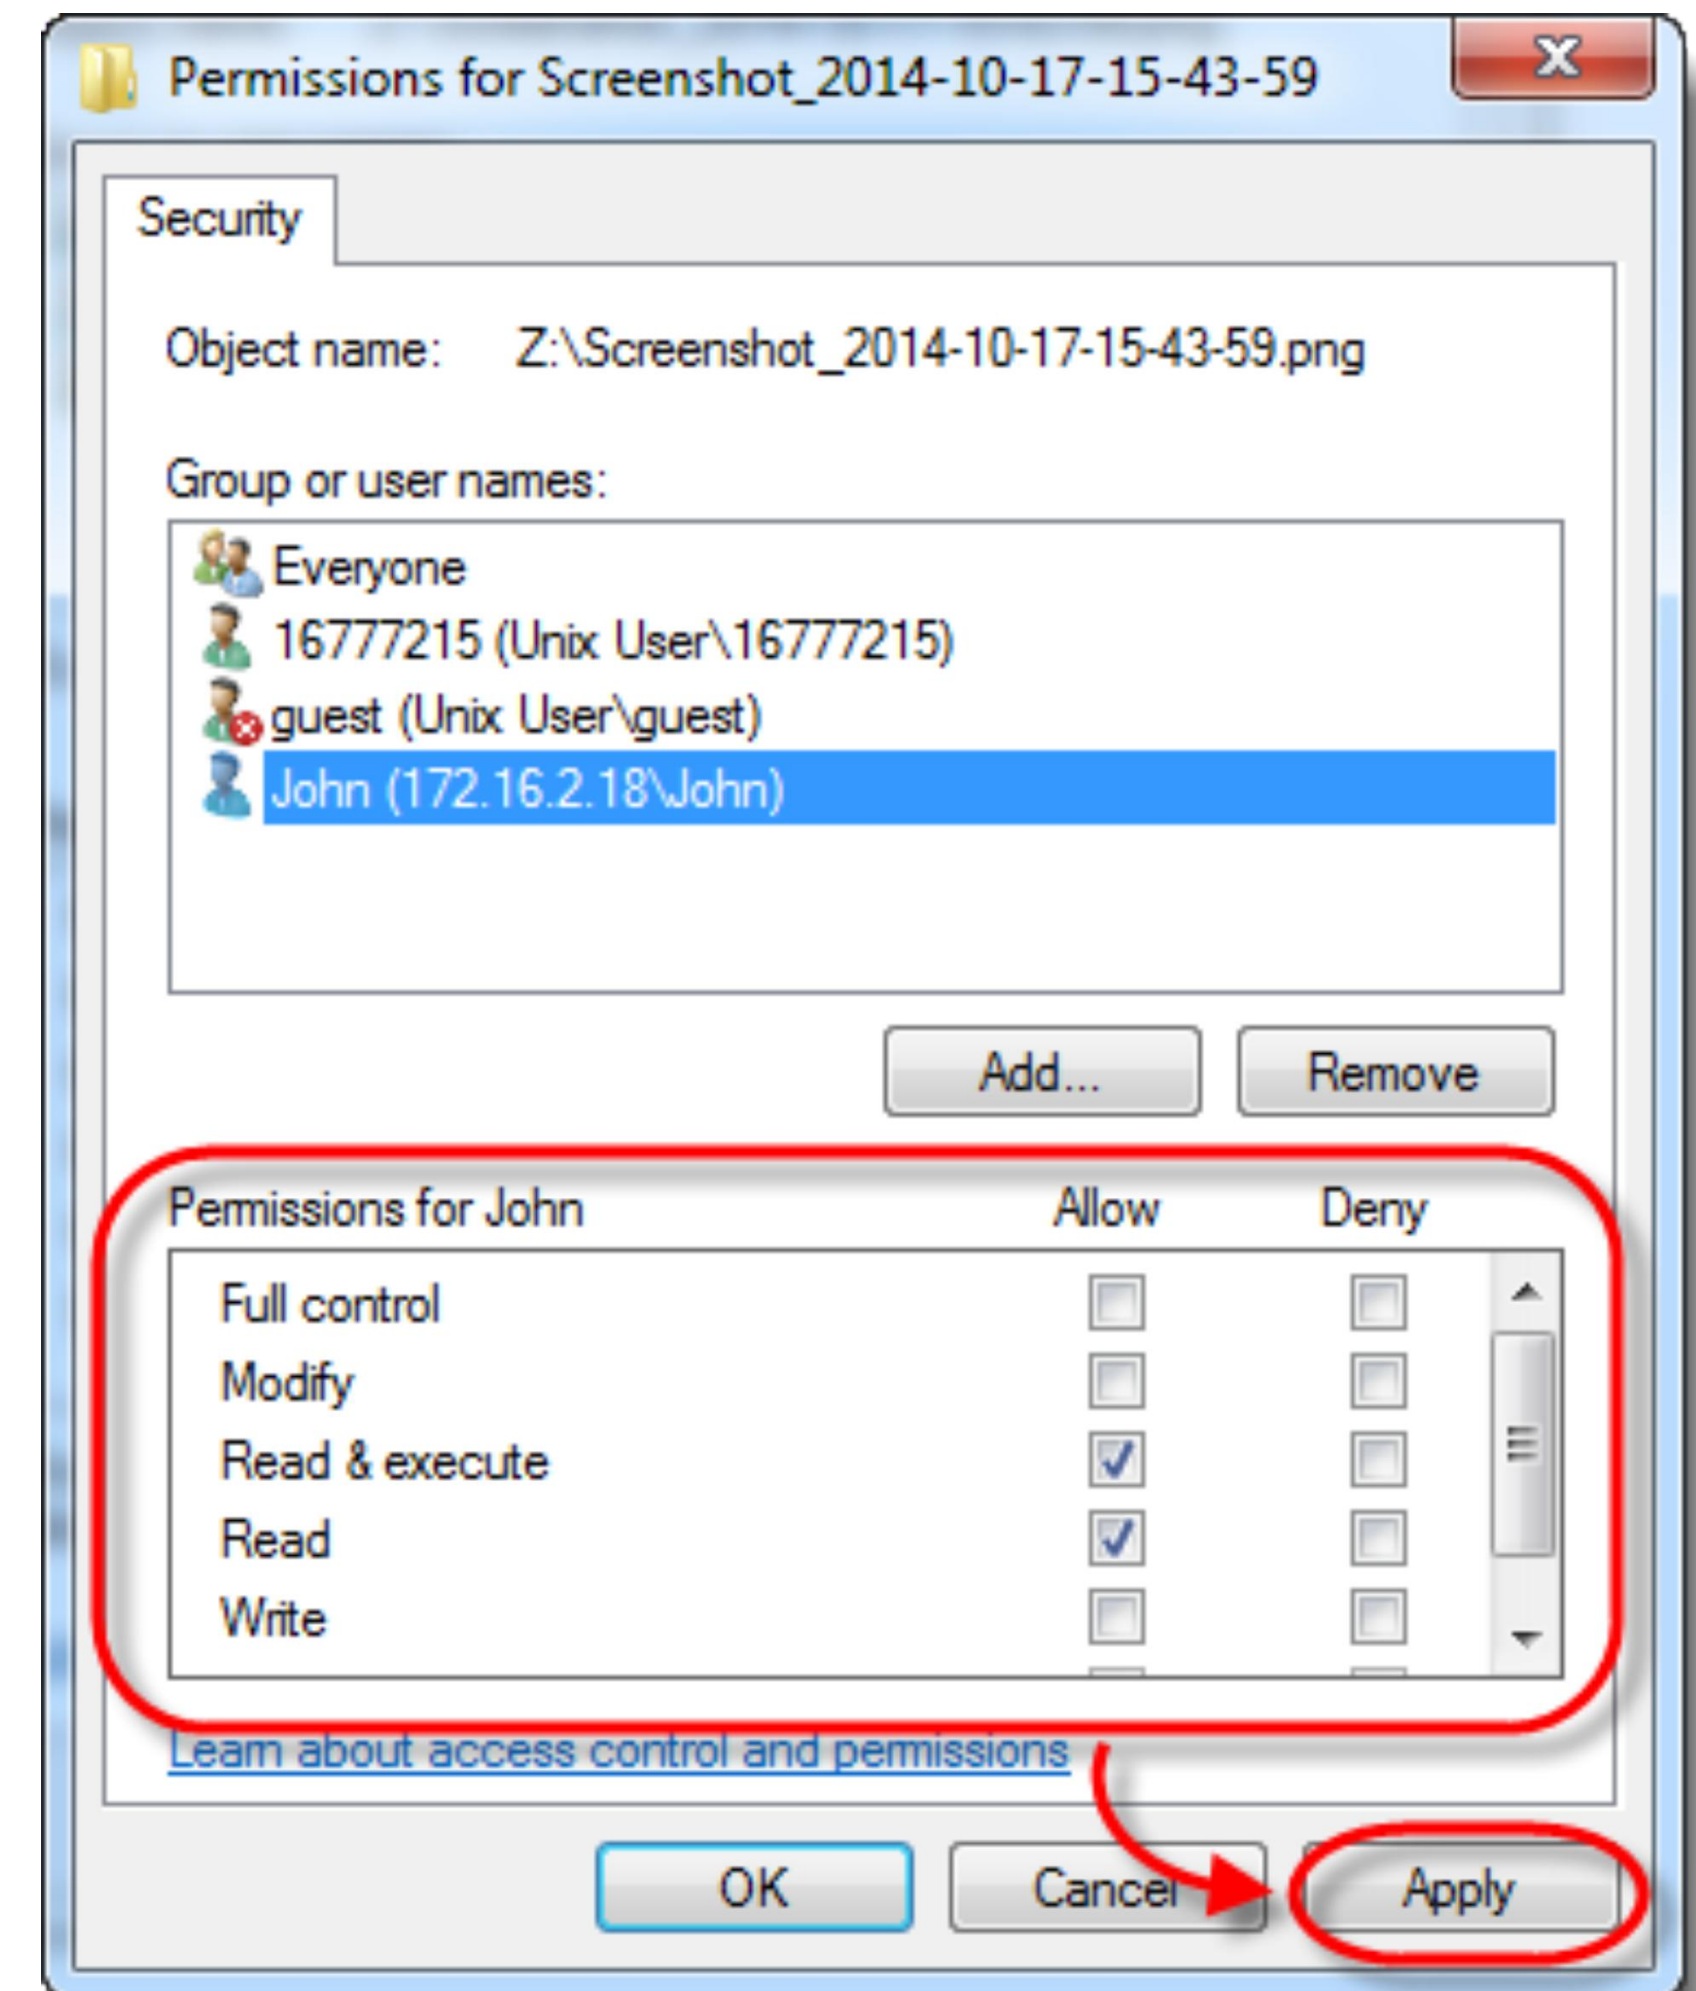 Permissions for Screenshot_2014-10-17-15-43-59
Security
Object name: Z:\Screenshot_2014-10-17-15-43-59.png
Group or user names:
Everyone
16777215 (Unix User\16777215)
guest (Unix User\guest)
John (172.16.2.18\John)
Add... Remove
Permissions for John Allow Deny
Full control
Modify
Read & execute
Read
Write
Learn about access control and permissions
OK Cancel Apply